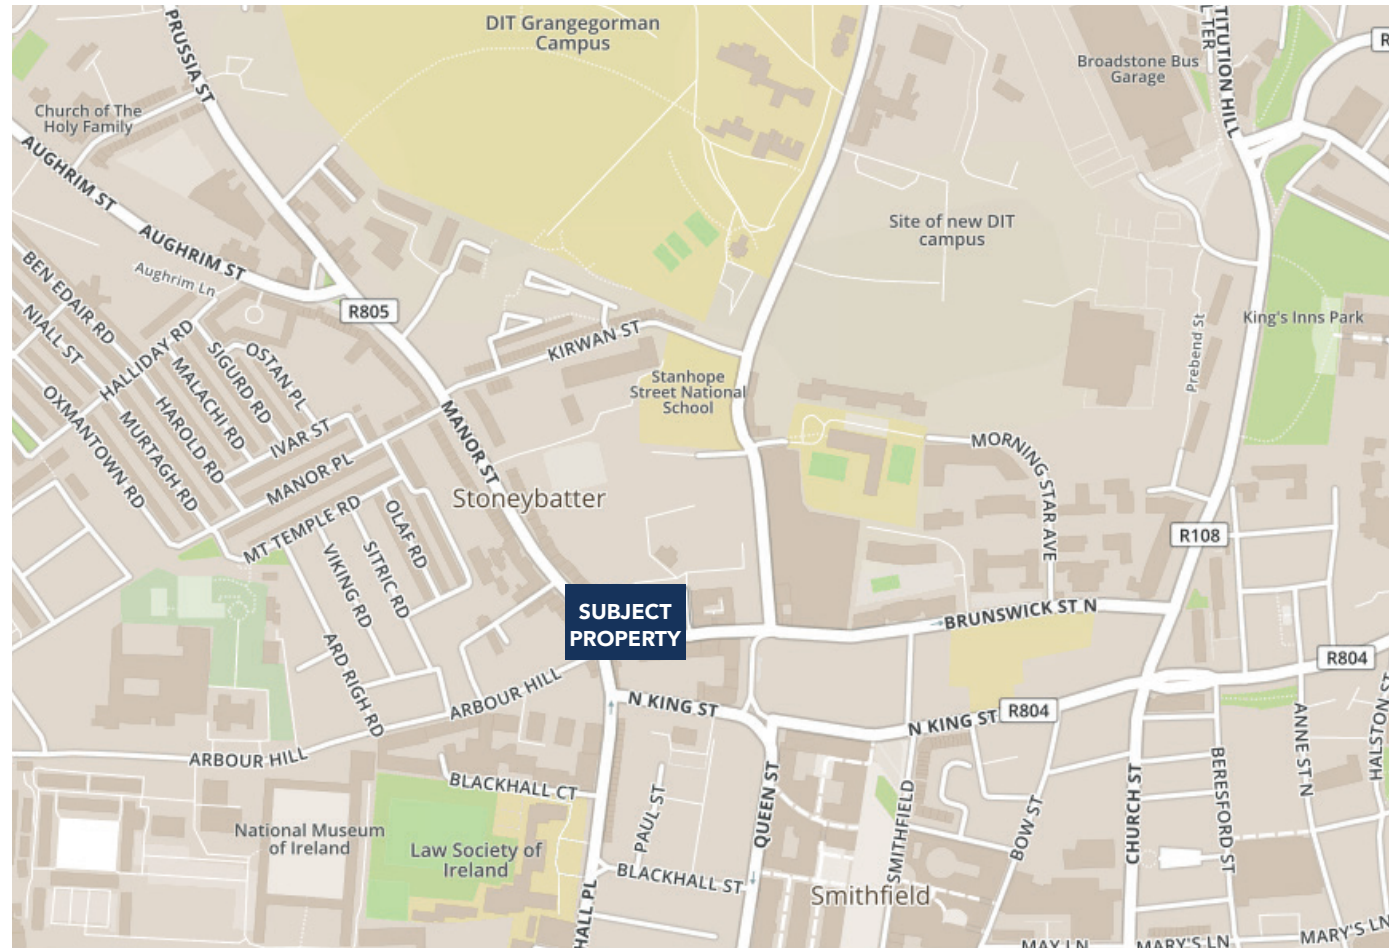 DIT Grangegorman
Campus
PRUSSIA ST
TITUTION HILL
L TER
R
Broadstone Bus
Garage
Church of The
Holy Family
AUGHRIM ST
AUGHRIM ST
Aughrim Ln
Site of new DIT
campus
BEN EDAIR RD
NIALL ST
HALLIDAY RD
R805
KIRWAN ST
King's Inns Park
Prebend St
OSTAN PL
SIGURD RD
MALACHI RD
HAROLD RD
MURTAGH RD
OXMANTOWN RD
IVAR ST
MANOR PL
MANOR ST
Stanhope
Street National
School
MORNING STAR AVE
Stoneybatter
MT TEMPLE RD
OLAF RD
SITRIC RD
VIKING RD
R108
SUBJECT
PROPERTY
BRUNSWICK ST N
ARD RIGH RD
R804
ARBOUR HILL
N KING ST
N KING ST
R804
ARBOUR HILL
ANNE ST N
HALSTON ST
BERESFORD ST
CHURCH ST
BLACKHALL CT
PAUL ST
QUEEN ST
SMITHFIELD
BOW ST
National Museum
of Ireland
Law Society of
Ireland
BLACKHALL ST
Smithfield
HALL PL
MAY LN
MARY'S LN
MARY'S LN